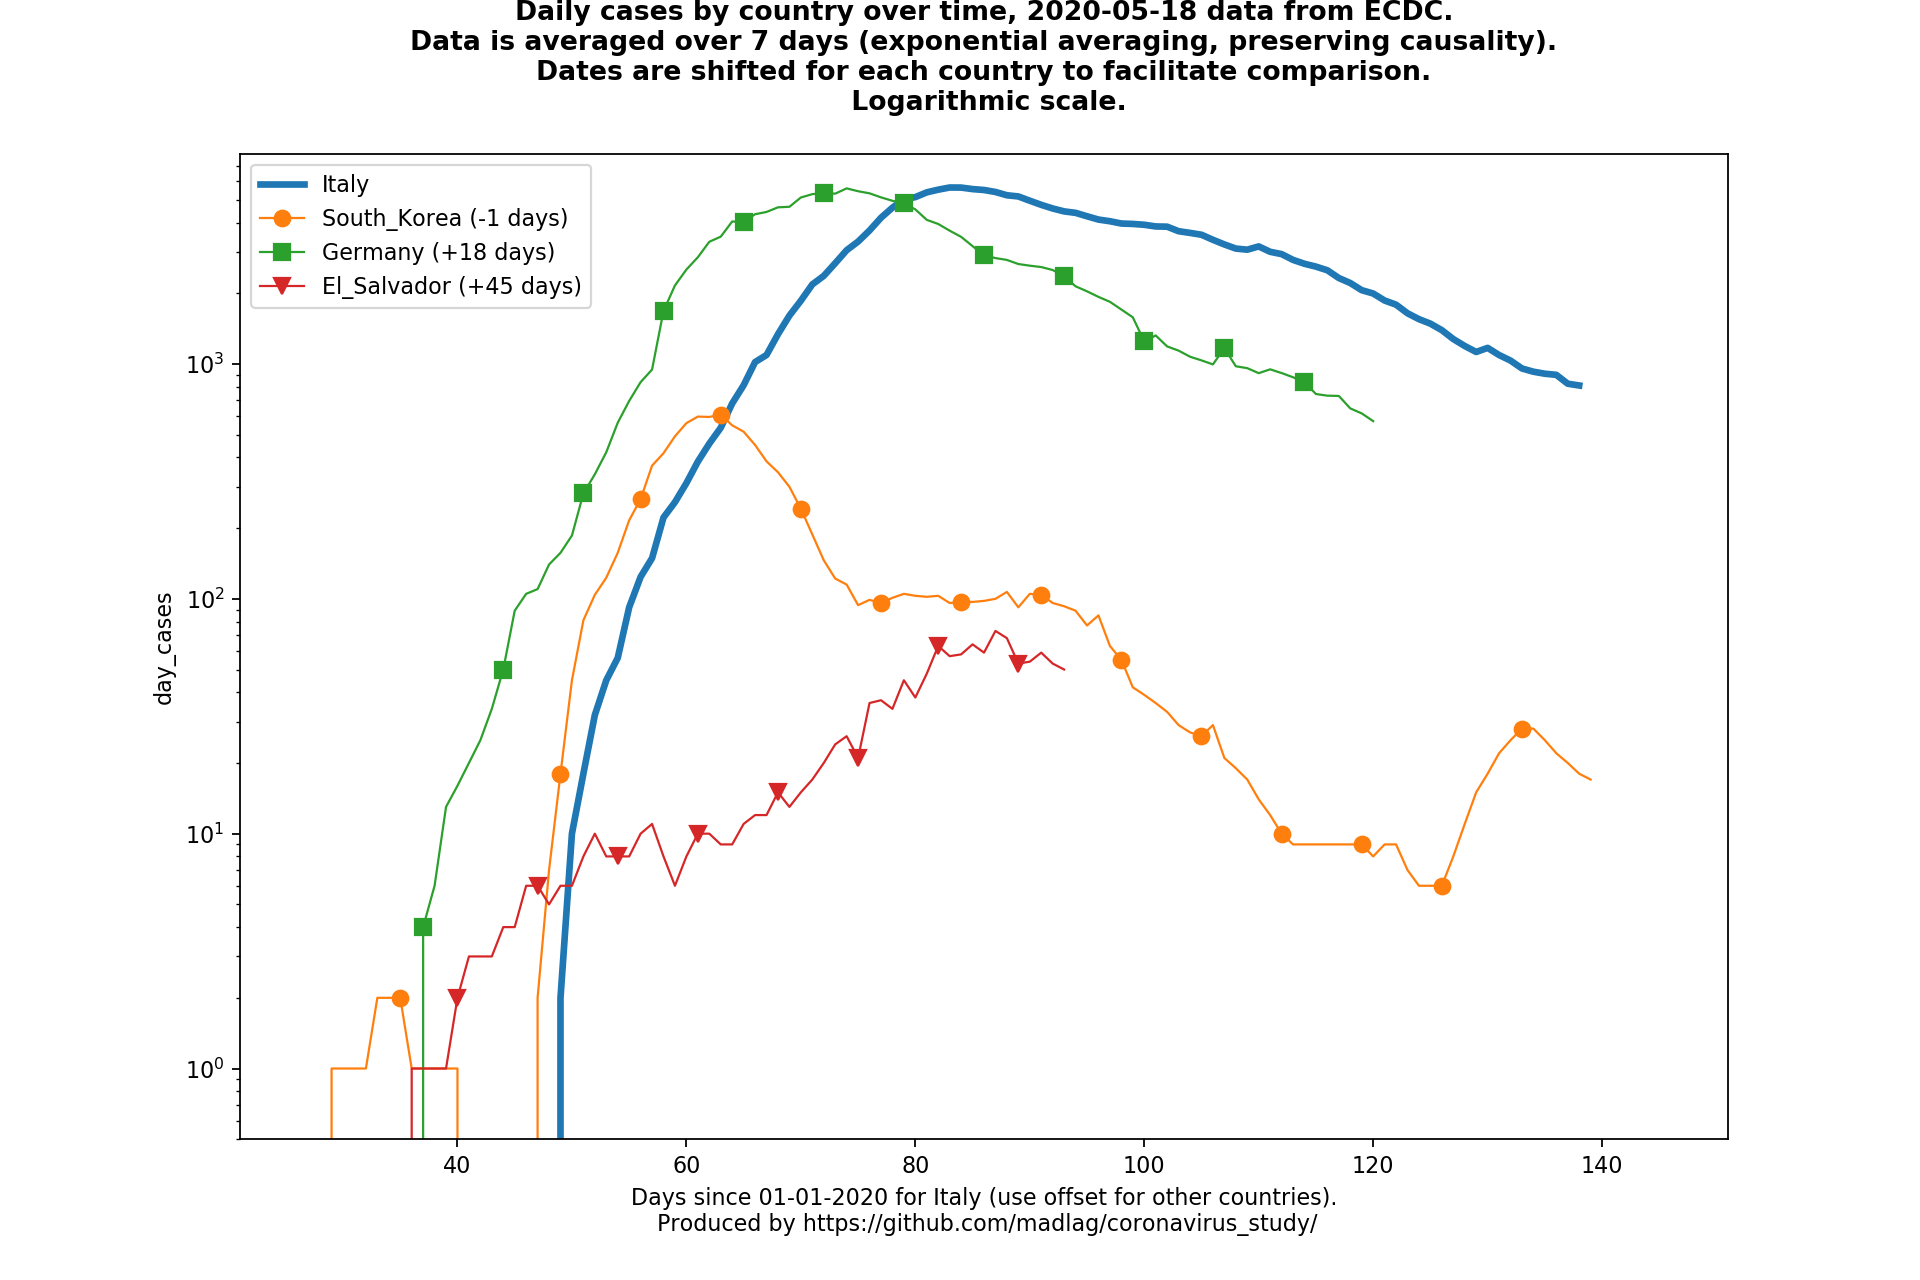 Daily cases by country over time, 2020-05-18 data from ECDC.
Data is averaged over 7 days (exponential averaging, preserving causality).
Dates are shifted for each country to facilitate comparison.
Logarithmic scale.
Italy
South_Korea (-1 days)
Germany (+18 days)
El_Salvador (+45 days)
10³
10²
10¹
10⁰
day_cases
40 60 80 100 120 140
Days since 01-01-2020 for Italy (use offset for other countries).
Produced by https://github.com/madlag/coronavirus_study/